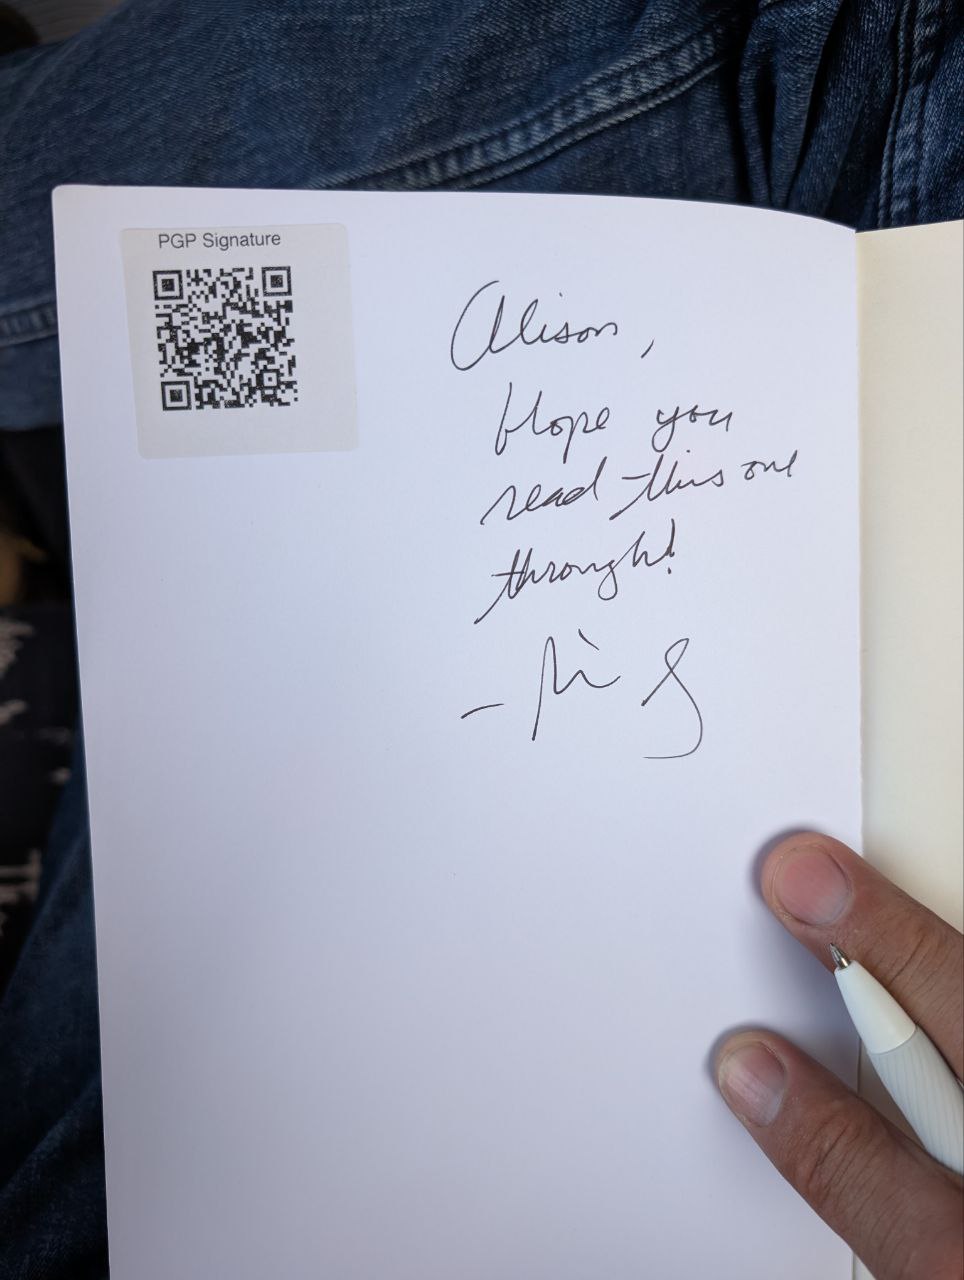 PGP Signature
Alison,
Hope you
read this one
through!